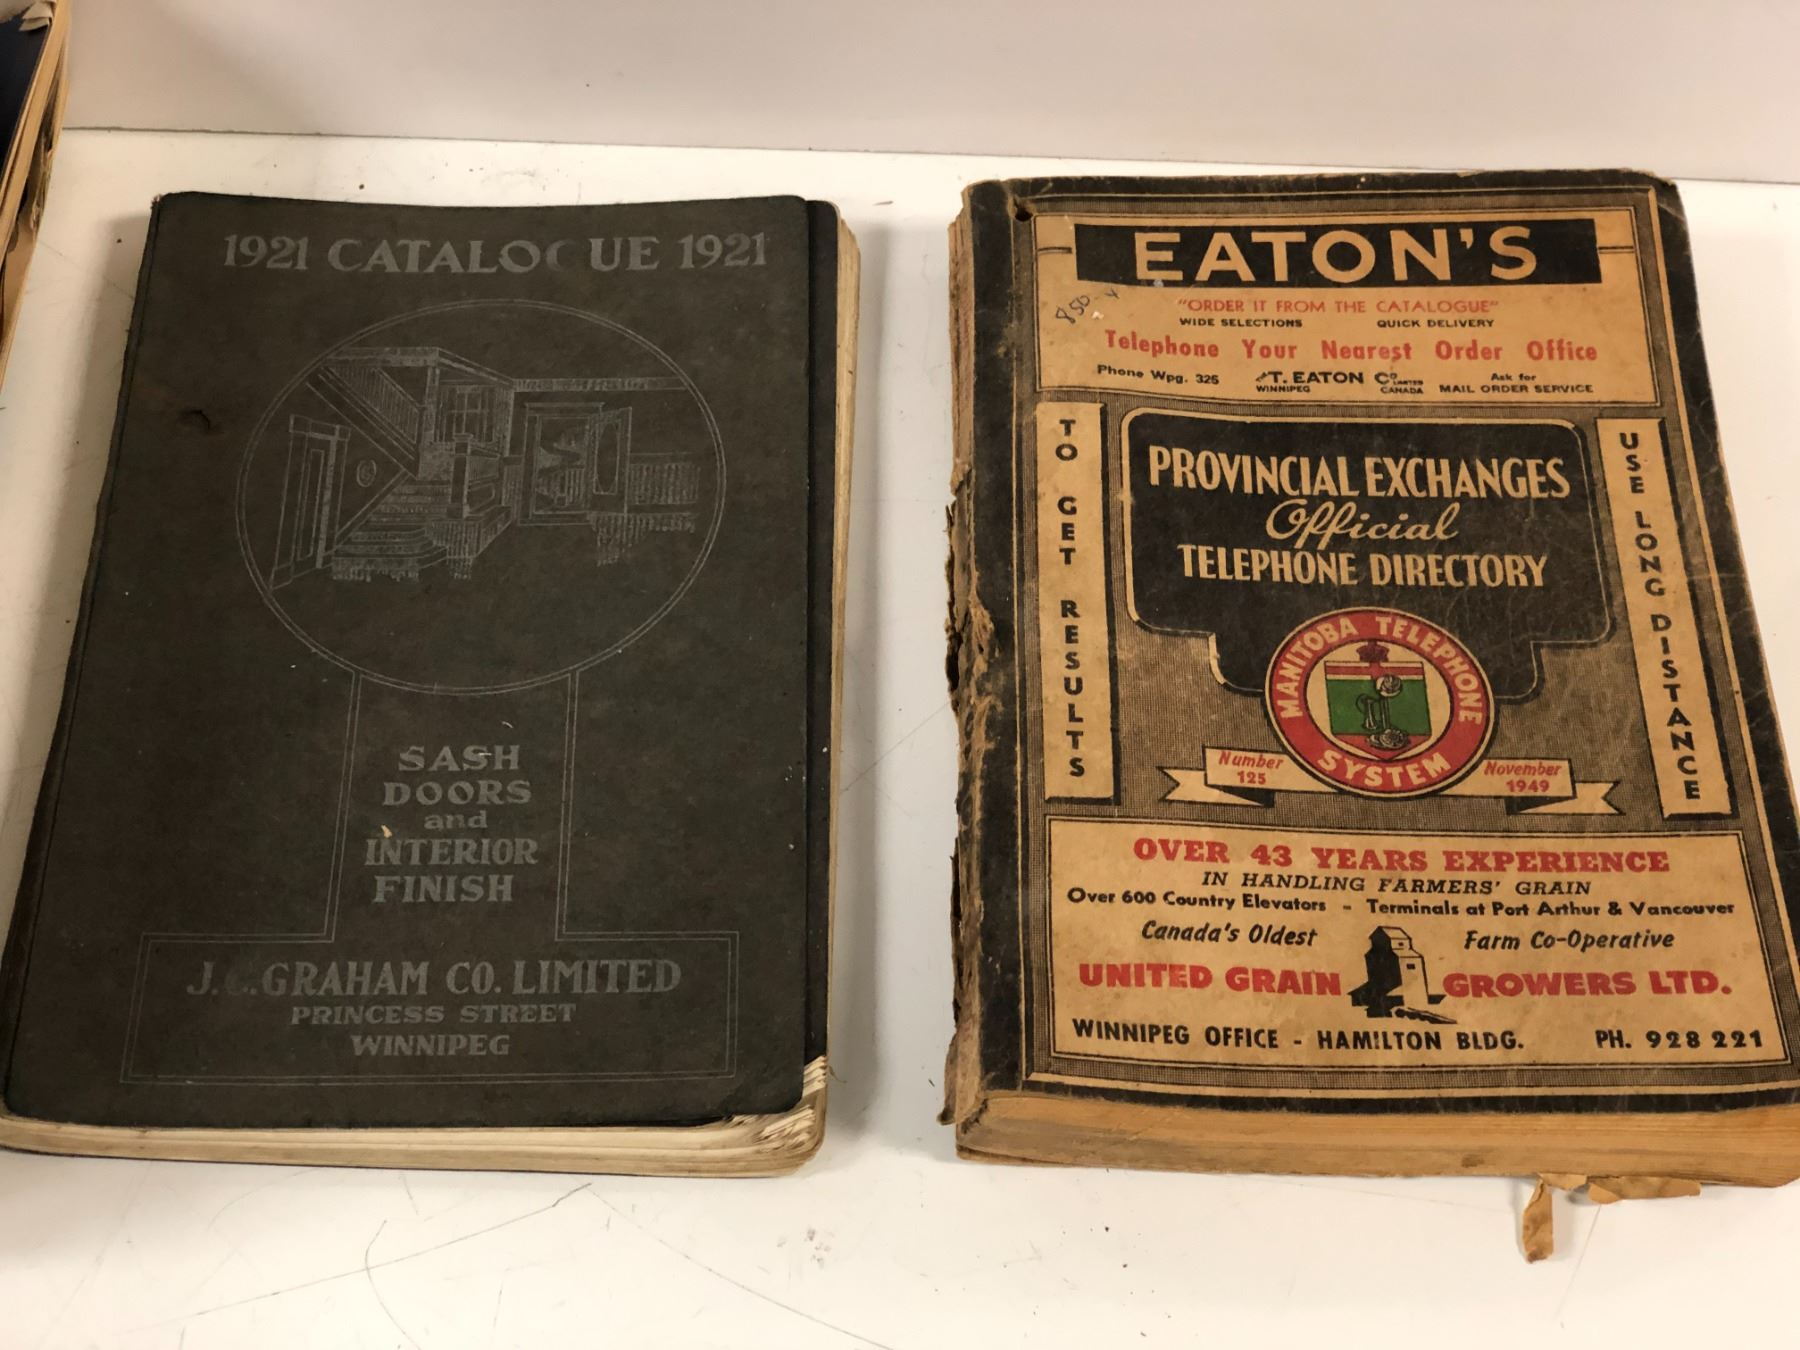 1921 CATALOGUE 1921
SASH
DOORS
and
INTERIOR
FINISH
J.C.GRAHAM CO. LIMITED
PRINCESS STREET
WINNIPEG
EATON'S
850
"ORDER IT FROM THE CATALOGUE"
WIDE SELECTIONS QUICK DELIVERY
Telephone Your Nearest Order Office
Phone Wpg. 325 THE T. EATON CO LIMITED Ask for
WINNIPEG CANADA MAIL ORDER SERVICE
TO GET RESULTS
PROVINCIAL EXCHANGES
Official
TELEPHONE DIRECTORY
USE LONG DISTANCE
MANITOBA TELEPHONE SYSTEM
Number
125
November
1949
OVER 43 YEARS EXPERIENCE
IN HANDLING FARMERS' GRAIN
Over 600 Country Elevators - Terminals at Port Arthur & Vancouver
Canada's Oldest Farm Co-Operative
UNITED GRAIN GROWERS LTD.
WINNIPEG OFFICE - HAMILTON BLDG. PH. 928 221